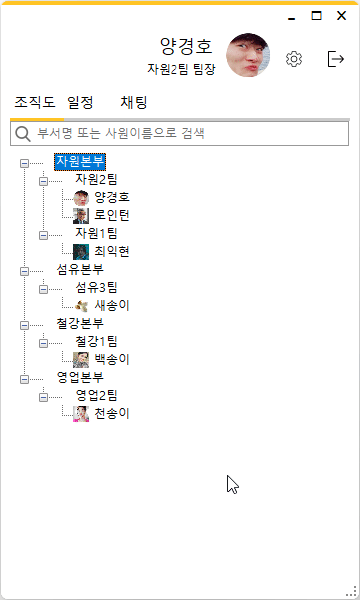 양경호
자원2팀 팀장
조직도 일정 채팅
부서명 또는 사원이름으로 검색
자원본부
자원2팀
양경호
로인턴
자원1팀
최익현
섬유본부
섬유3팀
새송이
철강본부
철강1팀
백송이
영업본부
영업2팀
천송이